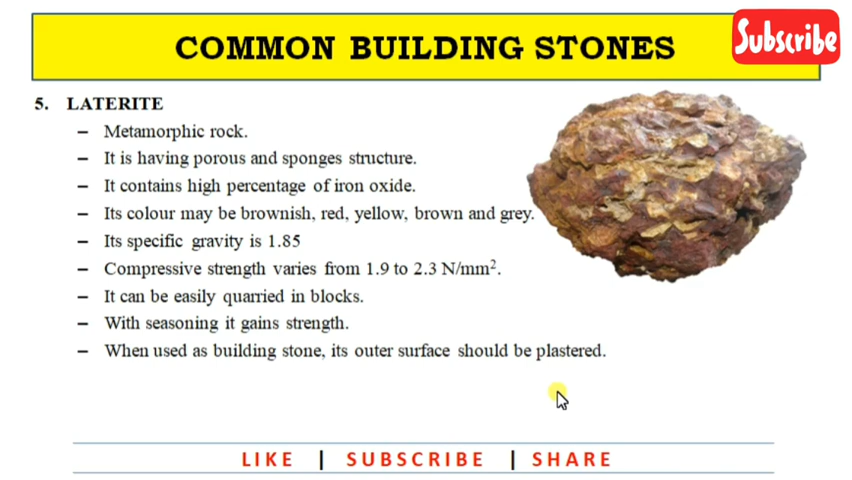 COMMON BUILDING STONES
Subscribe
5. LATERITE
– Metamorphic rock.
– It is having porous and sponges structure.
– It contains high percentage of iron oxide.
– Its colour may be brownish, red, yellow, brown and grey.
– Its specific gravity is 1.85
– Compressive strength varies from 1.9 to 2.3 N/mm².
– It can be easily quarried in blocks.
– With seasoning it gains strength.
– When used as building stone, its outer surface should be plastered.
LIKE | SUBSCRIBE | SHARE